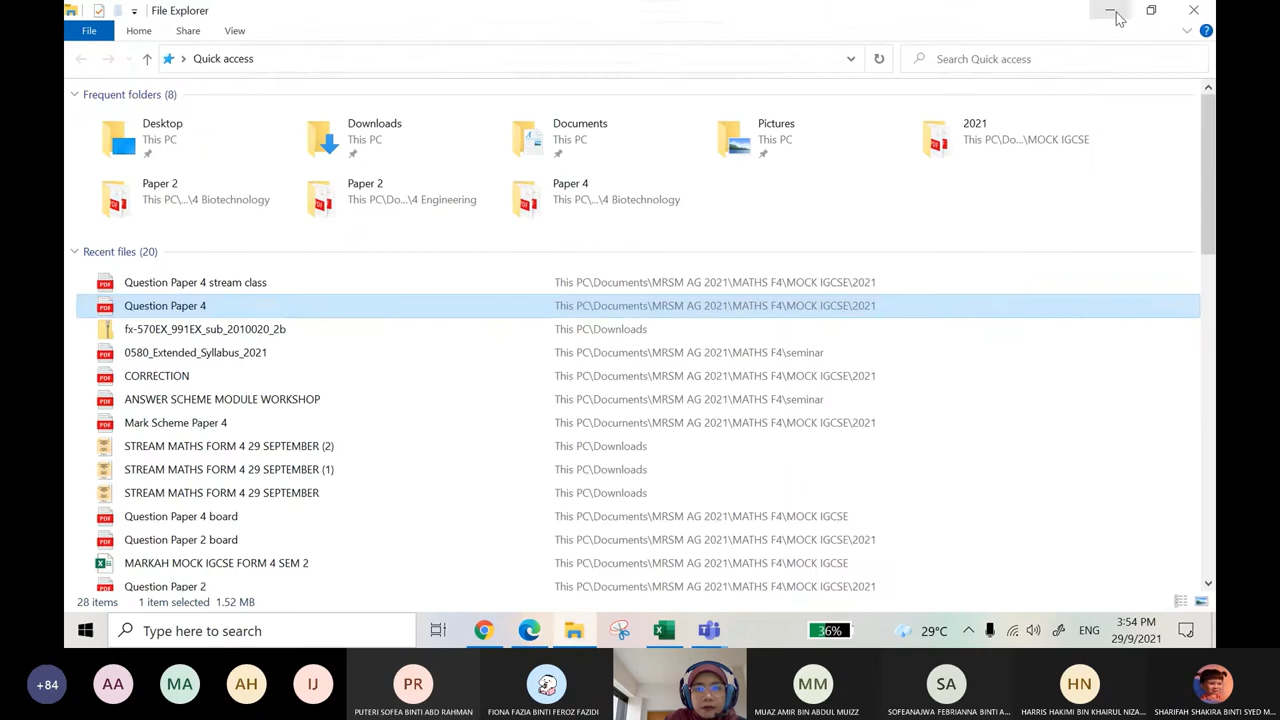 File Explorer
File Home Share View
Quick access
Search Quick access
Frequent folders (8)
Desktop
This PC
Downloads
This PC
Documents
This PC
Pictures
This PC
2021
This PC\Do...\MOCK IGCSE
Paper 2
This PC\...\4 Biotechnology
Paper 2
This PC\Do...\4 Engineering
Paper 4
This PC\...\4 Biotechnology
Recent files (20)
Question Paper 4 stream class This PC\Documents\MRSM AG 2021\MATHS F4\MOCK IGCSE\2021
Question Paper 4 This PC\Documents\MRSM AG 2021\MATHS F4\MOCK IGCSE\2021
fx-570EX_991EX_sub_2010020_2b This PC\Downloads
0580_Extended_Syllabus_2021 This PC\Documents\MRSM AG 2021\MATHS F4\seminar
CORRECTION This PC\Documents\MRSM AG 2021\MATHS F4\MOCK IGCSE\2021
ANSWER SCHEME MODULE WORKSHOP This PC\Documents\MRSM AG 2021\MATHS F4\seminar
Mark Scheme Paper 4 This PC\Documents\MRSM AG 2021\MATHS F4\MOCK IGCSE\2021
STREAM MATHS FORM 4 29 SEPTEMBER (2) This PC\Downloads
STREAM MATHS FORM 4 29 SEPTEMBER (1) This PC\Downloads
STREAM MATHS FORM 4 29 SEPTEMBER This PC\Downloads
Question Paper 4 board This PC\Documents\MRSM AG 2021\MATHS F4\MOCK IGCSE
Question Paper 2 board This PC\Documents\MRSM AG 2021\MATHS F4\MOCK IGCSE\2021
MARKAH MOCK IGCSE FORM 4 SEM 2 This PC\Documents\MRSM AG 2021\MATHS F4\MOCK IGCSE
Question Paper 2 This PC\Documents\MRSM AG 2021\MATHS F4\MOCK IGCSE\2021
28 items 1 item selected 1.52 MB
Type here to search
36%
29°C
ENG
3:54 PM
29/9/2021
+84
AA
MA
AH
IJ
PR
PUTERI SOFEA BINTI ABD RAHMAN
FIONA FAZIA BINTI FEROZ FAZIDI
MM
MUAZ AMIR BIN ABDUL MUIZZ
SA
SOFEANAJWA FEBRIANNA BINTI A...
HN
HARRIS HAKIMI BIN KHAIRUL NIZA...
SHARIFAH SHAKIRA BINTI SYED M...